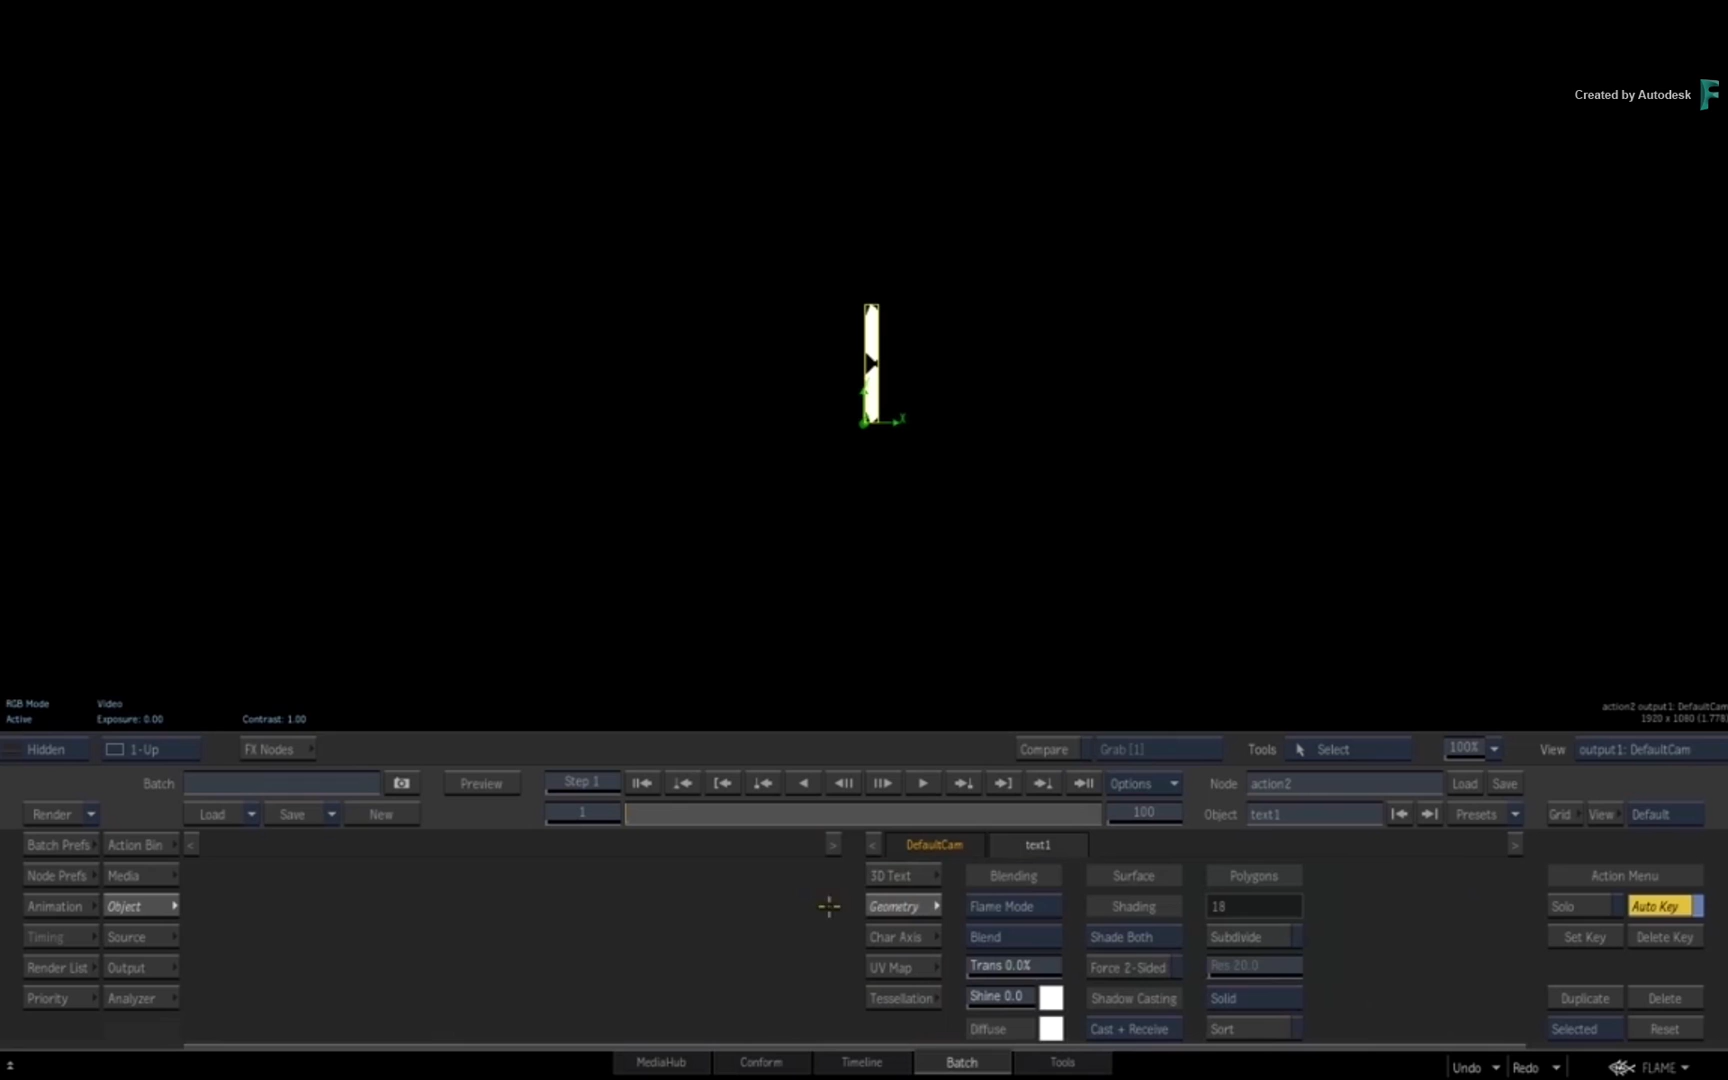 Created by Autodesk
X
RGB Mode
Video
Active
Exposure: 0.00
Contrast: 1.00
action2 output1: DefaultCam
1920 x 1080 (1.778
Hidden
1-Up
FX Nodes
Compare
Grab [1]
Tools
Select
100%
View
output1: DefaultCam
Batch
Preview
Step 1
Options
Node
action2
Load
Save
Render
Load
Save
New
1
100
Object
text1
Presets
Grid
View
Default
Batch Prefs
Action Bin
<
>
<
DefaultCam
text1
>
Node Prefs
Media
3D Text
Blending
Surface
Polygons
Action Menu
Animation
Object
Geometry
Flame Mode
Shading
18
Solo
Auto Key
Timing
Source
Char Axis
Blend
Shade Both
Subdivide
Set Key
Delete Key
Render List
Output
UV Map
Trans 0.0%
Force 2-Sided
Res 20.0
Priority
Analyzer
Tessellation
Shine 0.0
Shadow Casting
Solid
Duplicate
Delete
Diffuse
Cast + Receive
Sort
Selected
Reset
MediaHub
Conform
Timeline
Batch
Tools
Undo
Redo
FLAME